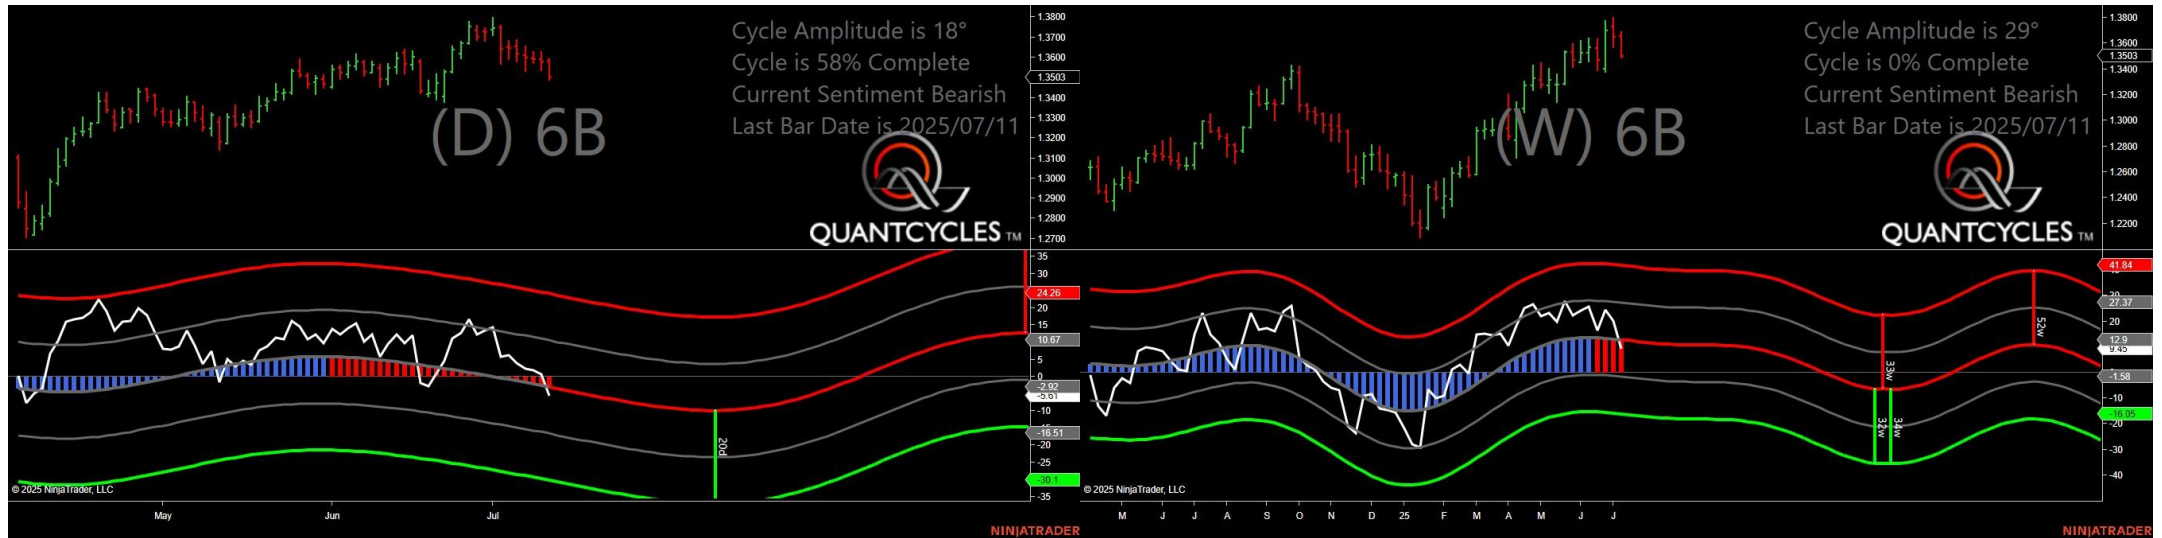 Cycle Amplitude is 18°
Cycle is 58% Complete
Current Sentiment Bearish
Last Bar Date is 2025/07/11
(D) 6B
QUANTCYCLES TM
1.3800
1.3700
1.3600
1.3503
1.3400
1.3300
1.3200
1.3100
1.3000
1.2900
1.2800
1.2700
35
30
24.26
20
15
10.67
5
0
-2.92
-5.61
-10
-16.51
-20
-25
-30.1
-35
20d
© 2025 NinjaTrader, LLC
May Jun Jul
NINJATRADER
Cycle Amplitude is 29°
Cycle is 0% Complete
Current Sentiment Bearish
Last Bar Date is 2025/07/11
(W) 6B
QUANTCYCLES TM
1.3800
1.3600
1.3503
1.3400
1.3200
1.3000
1.2800
1.2600
1.2400
1.2200
41.84
27.37
20
12.9
9.45
-1.58
-10
-16.05
-20
-30
-40
52w
33w
32w
34w
© 2025 NinjaTrader, LLC
M J J A S O N D 25 F M A M J J
NINJATRADER